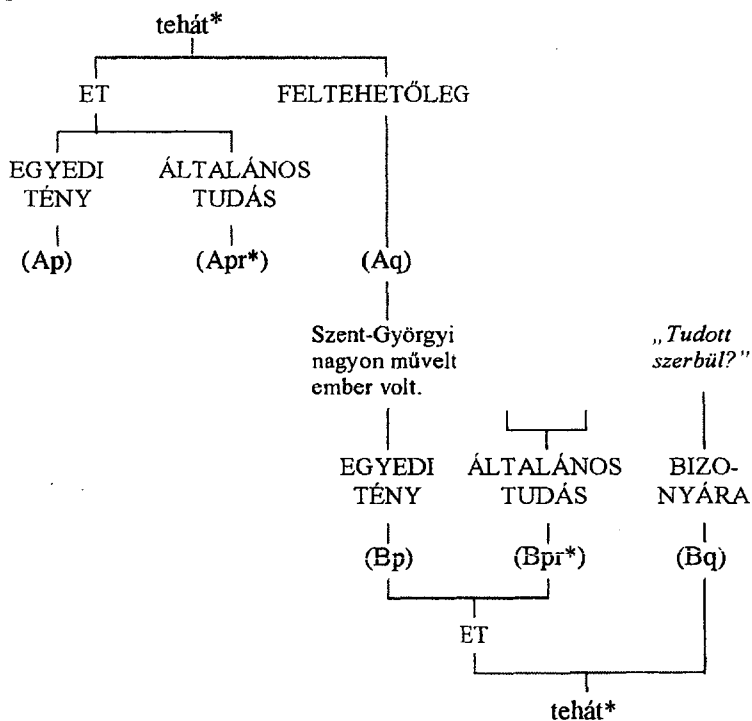 tehát*
ET FELTEHETŐLEG
EGYEDI ÁLTALÁNOS
TÉNY TUDÁS
(Ap) (Apr*) (Aq)
Szent-Györgyi „Tudott
nagyon művelt szerbül?”
ember volt.
EGYEDI ÁLTALÁNOS BIZO-
TÉNY TUDÁS NYÁRA
(Bp) (Bpr*) (Bq)
ET
tehát*